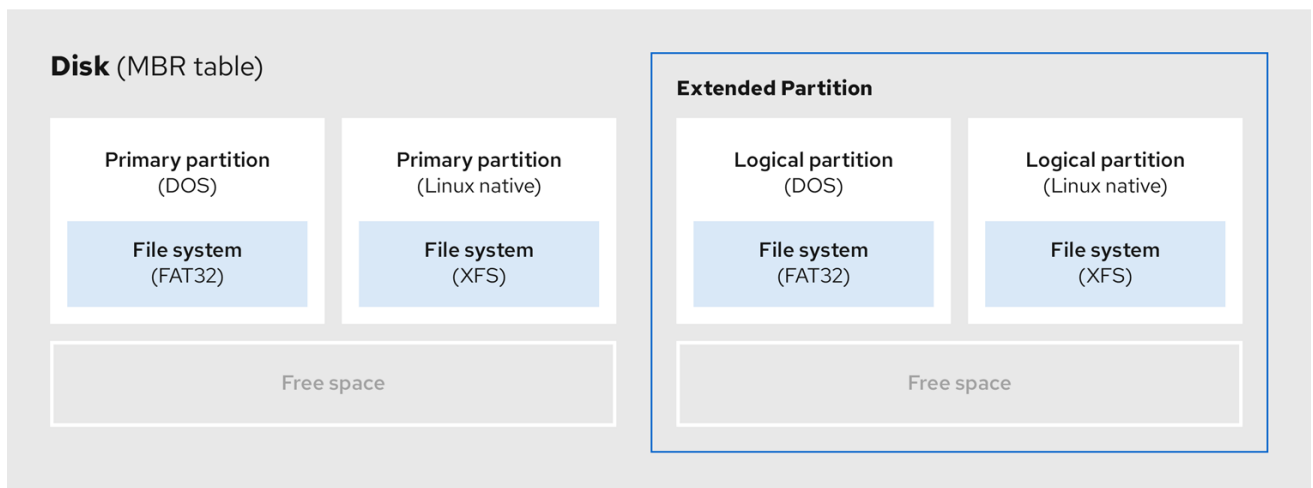 Disk (MBR table)
Primary partition
(DOS)
File system
(FAT32)
Primary partition
(Linux native)
File system
(XFS)
Free space
Extended Partition
Logical partition
(DOS)
File system
(FAT32)
Logical partition
(Linux native)
File system
(XFS)
Free space